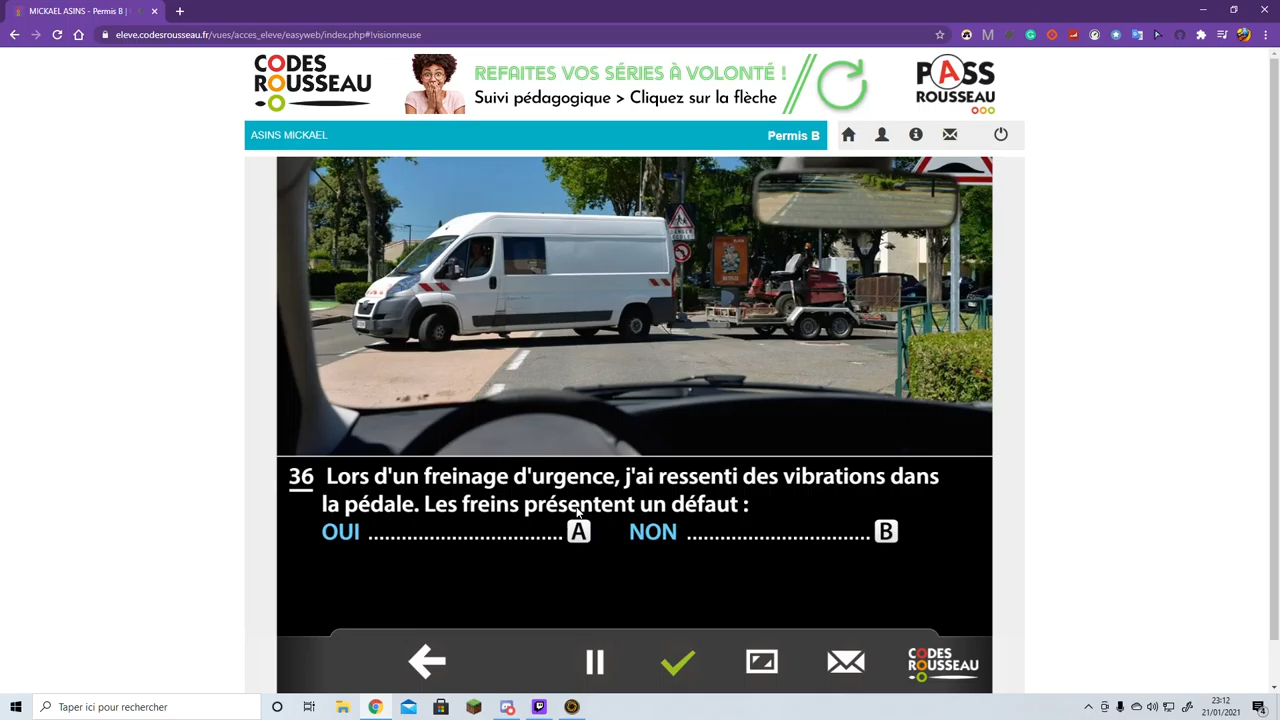 MICKAEL ASINS - Permis B |
eleve.codesrousseau.fr/vues/acces_eleve/easyweb/index.php#!visionneuse
CODES
ROUSSEAU
REFAITES VOS SÉRIES À VOLONTÉ !
Suivi pédagogique > Cliquez sur la flèche
PASS
ROUSSEAU
ASINS MICKAEL
Permis B
DANGER
ECOLE
36 Lors d'un freinage d'urgence, j'ai ressenti des vibrations dans
la pédale. Les freins présentent un défaut :
OUI ................................. A NON ............................... B
CODES
ROUSSEAU
Taper ici pour rechercher
23:12
21/01/2021
4